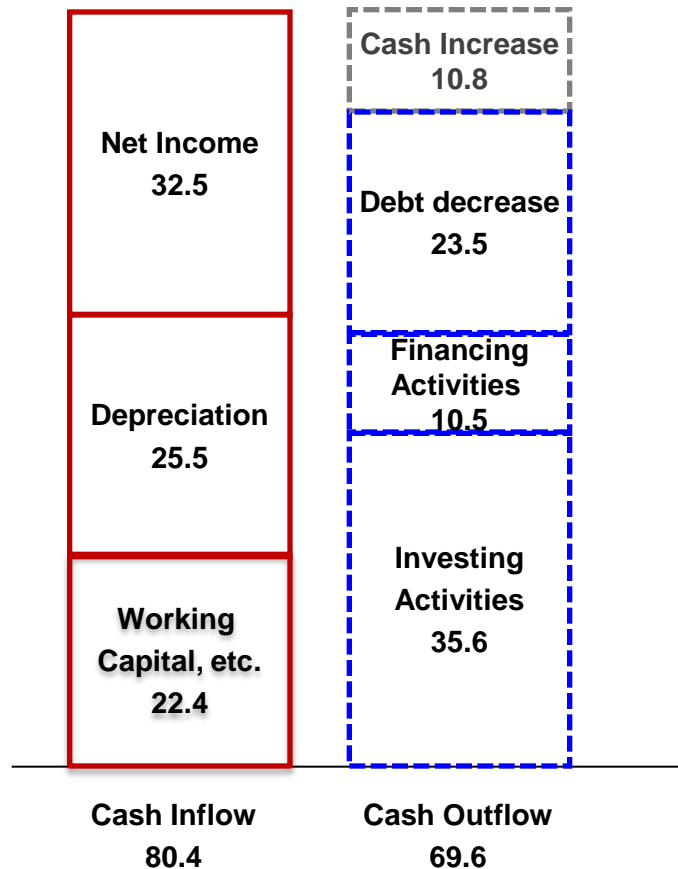 Net Income
32.5
Depreciation
25.5
Working
Capital, etc.
22.4
Cash Inflow
80.4
Cash Increase
10.8
Debt decrease
23.5
Financing
Activities
10.5
Investing
Activities
35.6
Cash Outflow
69.6